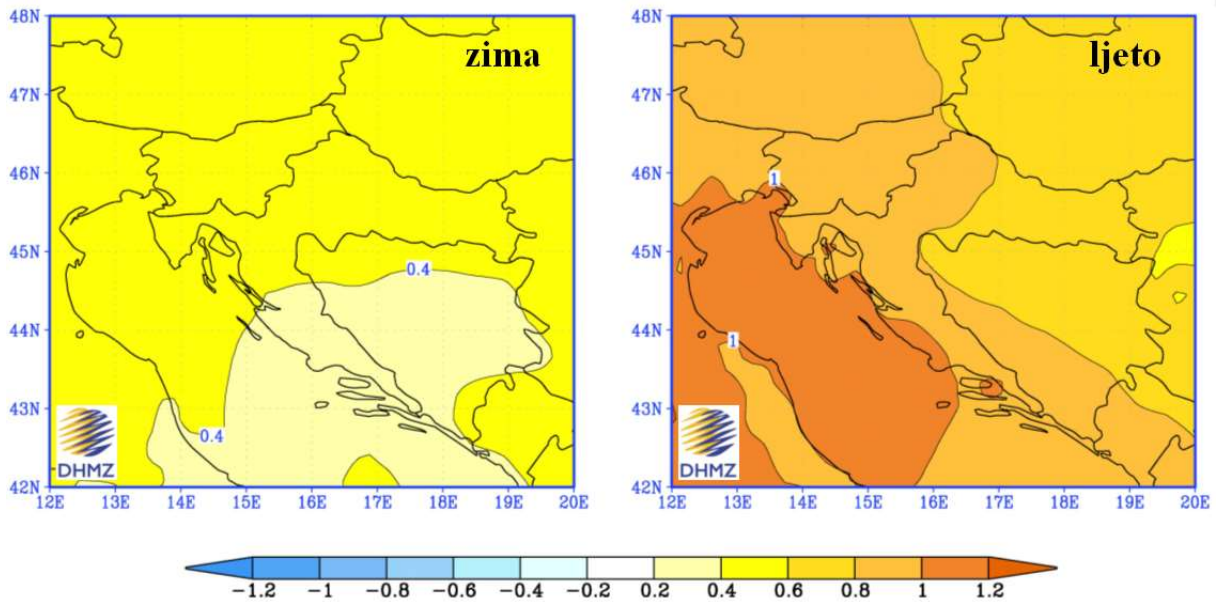 48N
zima
47N
46N
45N
0.4
44N
43N
0.4
DHMZ
42N
12E 13E 14E 15E 16E 17E 18E 19E 20E
48N
ljeto
47N
46N
1
45N
44N
1
43N
DHMZ
42N
12E 13E 14E 15E 16E 17E 18E 19E 20E
-1.2 -1 -0.8 -0.6 -0.4 -0.2 0.2 0.4 0.6 0.8 1 1.2